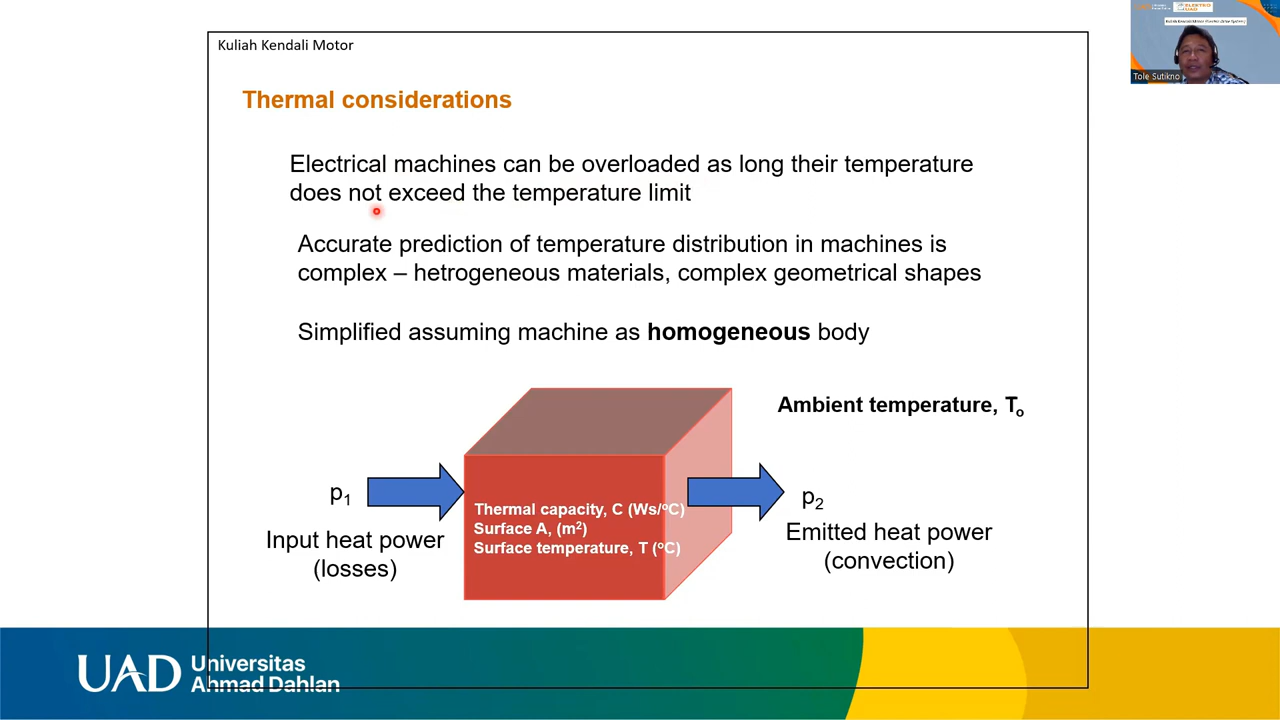 Kuliah Kendali Motor
Thermal considerations
Electrical machines can be overloaded as long their temperature
does not exceed the temperature limit
Accurate prediction of temperature distribution in machines is
complex – hetrogeneous materials, complex geometrical shapes
Simplified assuming machine as homogeneous body
Ambient temperature, Tₒ
p₁
Input heat power
(losses)
Thermal capacity, C (Ws/ºC)
Surface A, (m²)
Surface temperature, T (ºC)
p₂
Emitted heat power
(convection)
UAD
Universitas
Ahmad Dahlan
Tole Sutikno